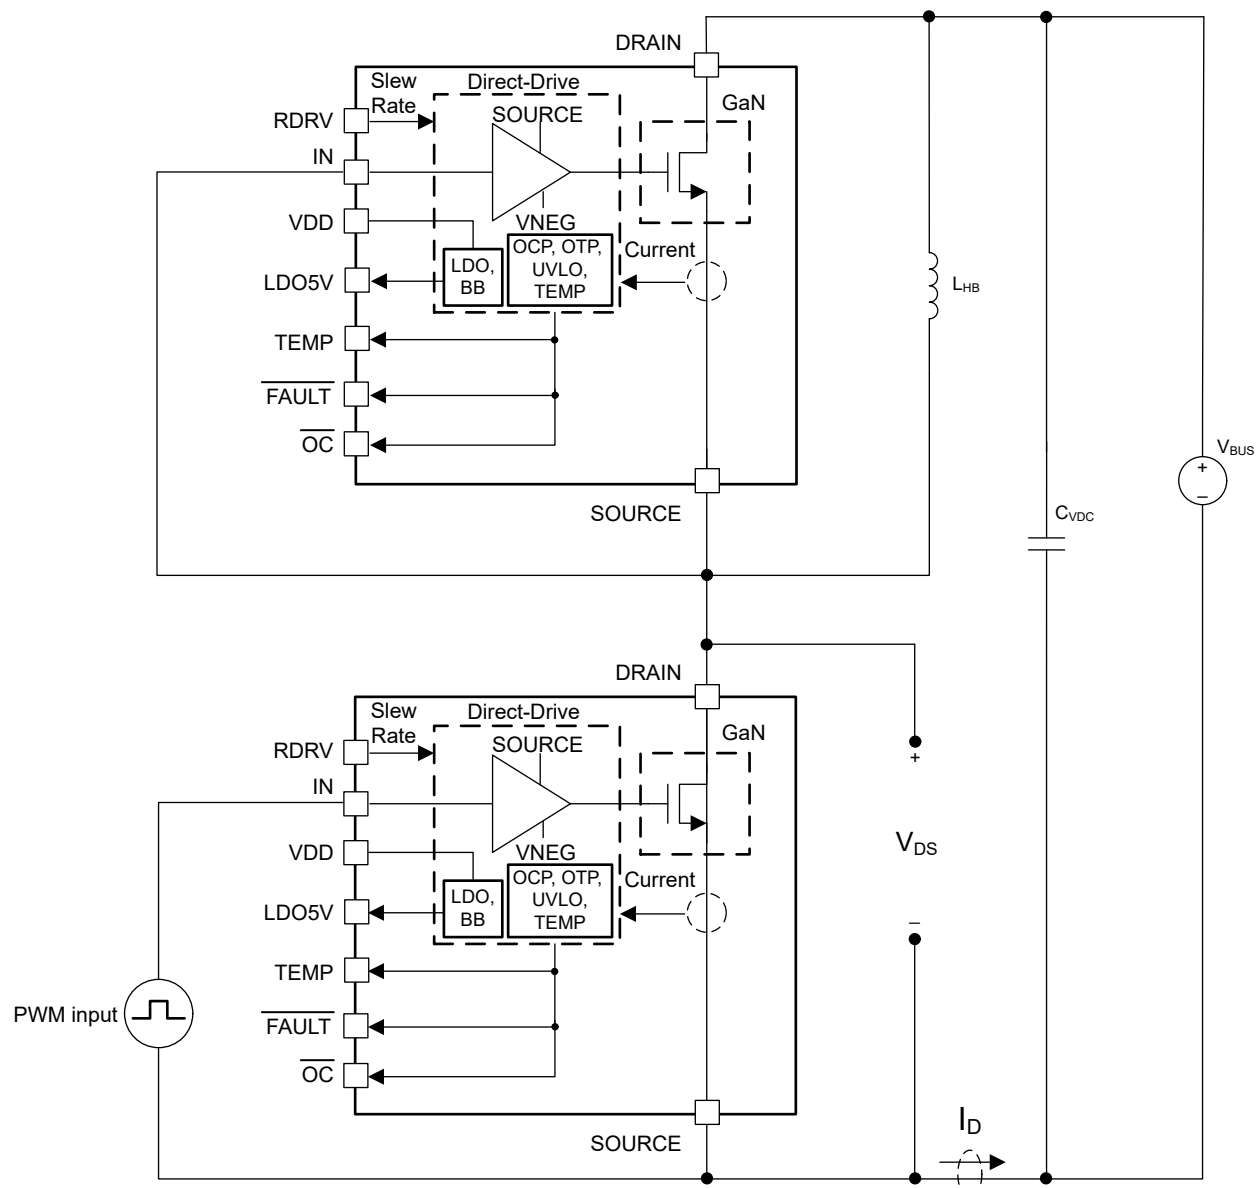 DRAIN
Slew
Rate
Direct-Drive
SOURCE
GaN
RDRV
IN
VDD
VNEG
LDO,
BB
OCP, OTP,
UVLO,
TEMP
Current
LDO5V
TEMP
FAULT
OC
SOURCE
LHB
CVDC
VBUS
+
–
DRAIN
Slew
Rate
Direct-Drive
SOURCE
GaN
RDRV
IN
VDD
VNEG
LDO,
BB
OCP, OTP,
UVLO,
TEMP
Current
LDO5V
TEMP
FAULT
OC
SOURCE
PWM input
+
VDS
–
ID